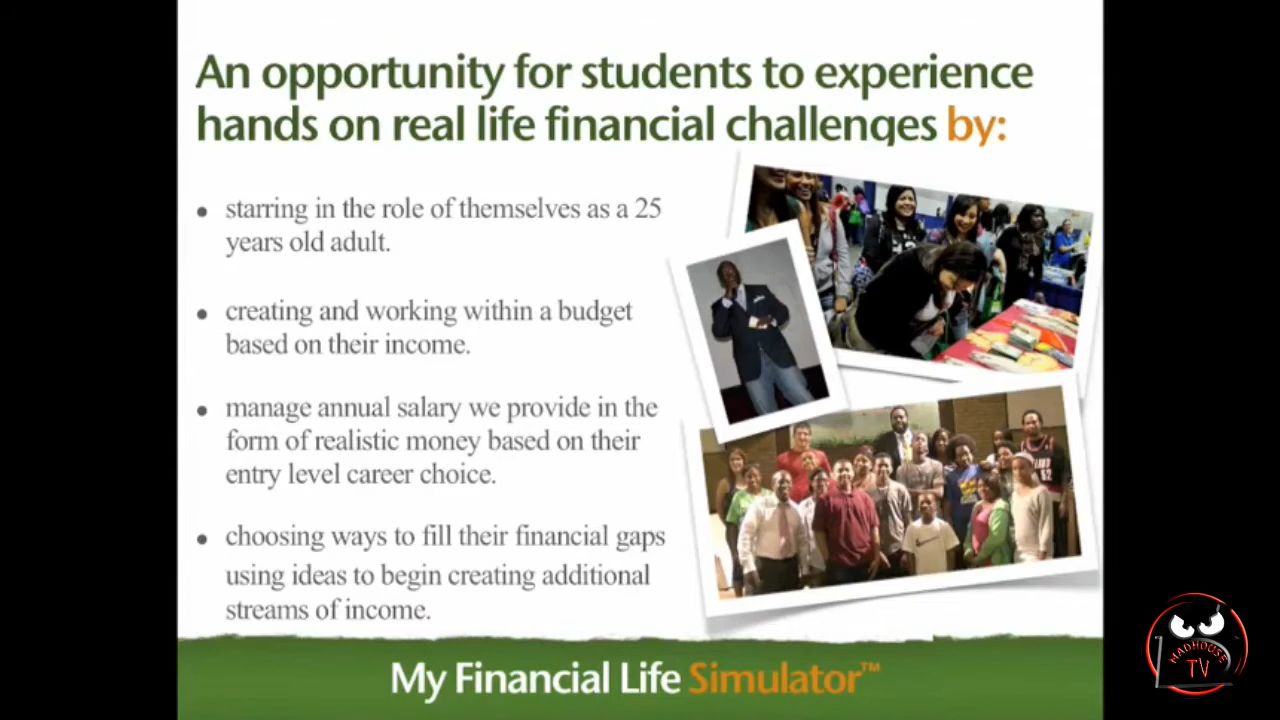 An opportunity for students to experience
hands on real life financial challenges by:
• starring in the role of themselves as a 25
years old adult.
• creating and working within a budget
based on their income.
• manage annual salary we provide in the
form of realistic money based on their
entry level career choice.
• choosing ways to fill their financial gaps
using ideas to begin creating additional
streams of income.
My Financial Life Simulator™
MADHOUSE
TV